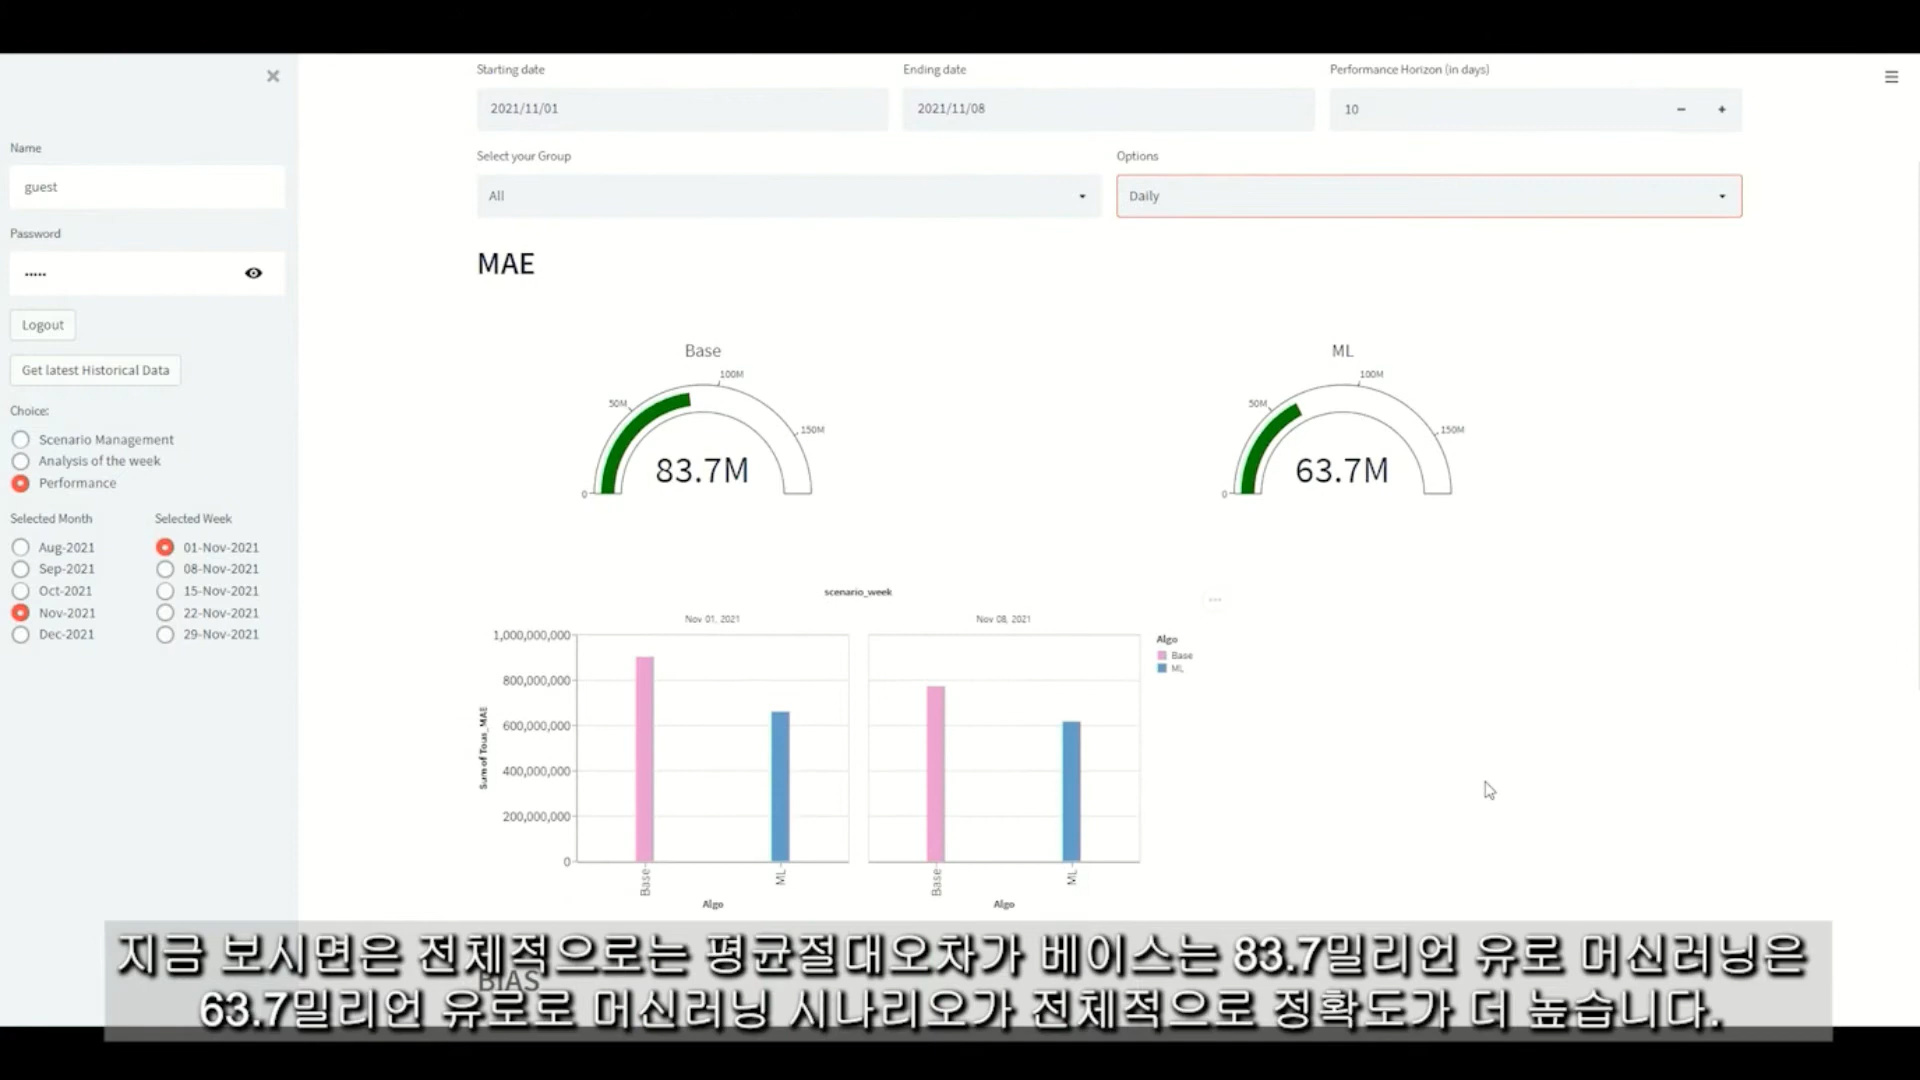 Starting date
Ending date
Performance Horizon (in days)
2021/11/01
2021/11/08
10
Name
Select your Group
Options
guest
All
Daily
Password
•••••
MAE
Logout
Get latest Historical Data
Choice:
Scenario Management
Analysis of the week
Performance
Selected Month
Selected Week
Aug-2021
01-Nov-2021
Sep-2021
08-Nov-2021
Oct-2021
15-Nov-2021
Nov-2021
22-Nov-2021
Dec-2021
29-Nov-2021
Base
0
50M
100M
150M
83.7M
ML
0
50M
100M
150M
63.7M
scenario_week
Nov 01, 2021
Nov 08, 2021
1,000,000,000
800,000,000
600,000,000
400,000,000
200,000,000
0
Sum of Tous_MAE
Base
ML
Base
ML
Algo
Algo
Algo
Base
ML
BIAS
지금 보시면은 전체적으로는 평균절대오차가 베이스는 83.7밀리언 유로 머신러닝은
63.7밀리언 유로로 머신러닝 시나리오가 전체적으로 정확도가 더 높습니다.